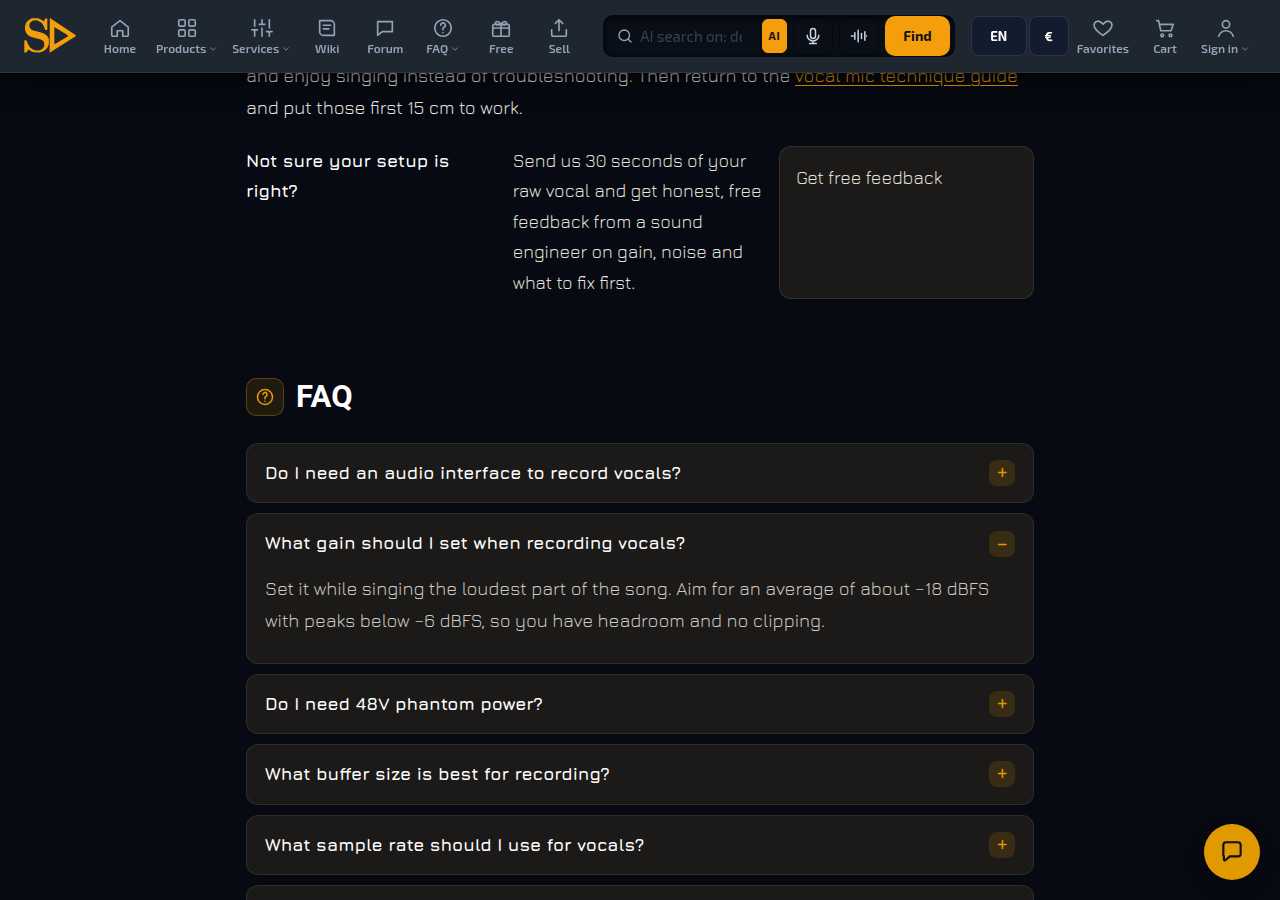 SD
Home
Products
Services
Wiki
Forum
FAQ
Free
Sell
AI search on: de
AI
Find
EN
€
Favorites
Cart
Sign in
and enjoy singing instead of troubleshooting. Then return to the vocal mic technique guide
and put those first 15 cm to work.
Not sure your setup is
right?
Send us 30 seconds of your
raw vocal and get honest, free
feedback from a sound
engineer on gain, noise and
what to fix first.
Get free feedback
FAQ
Do I need an audio interface to record vocals?
+
What gain should I set when recording vocals?
−
Set it while singing the loudest part of the song. Aim for an average of about −18 dBFS
with peaks below −6 dBFS, so you have headroom and no clipping.
Do I need 48V phantom power?
+
What buffer size is best for recording?
+
What sample rate should I use for vocals?
+